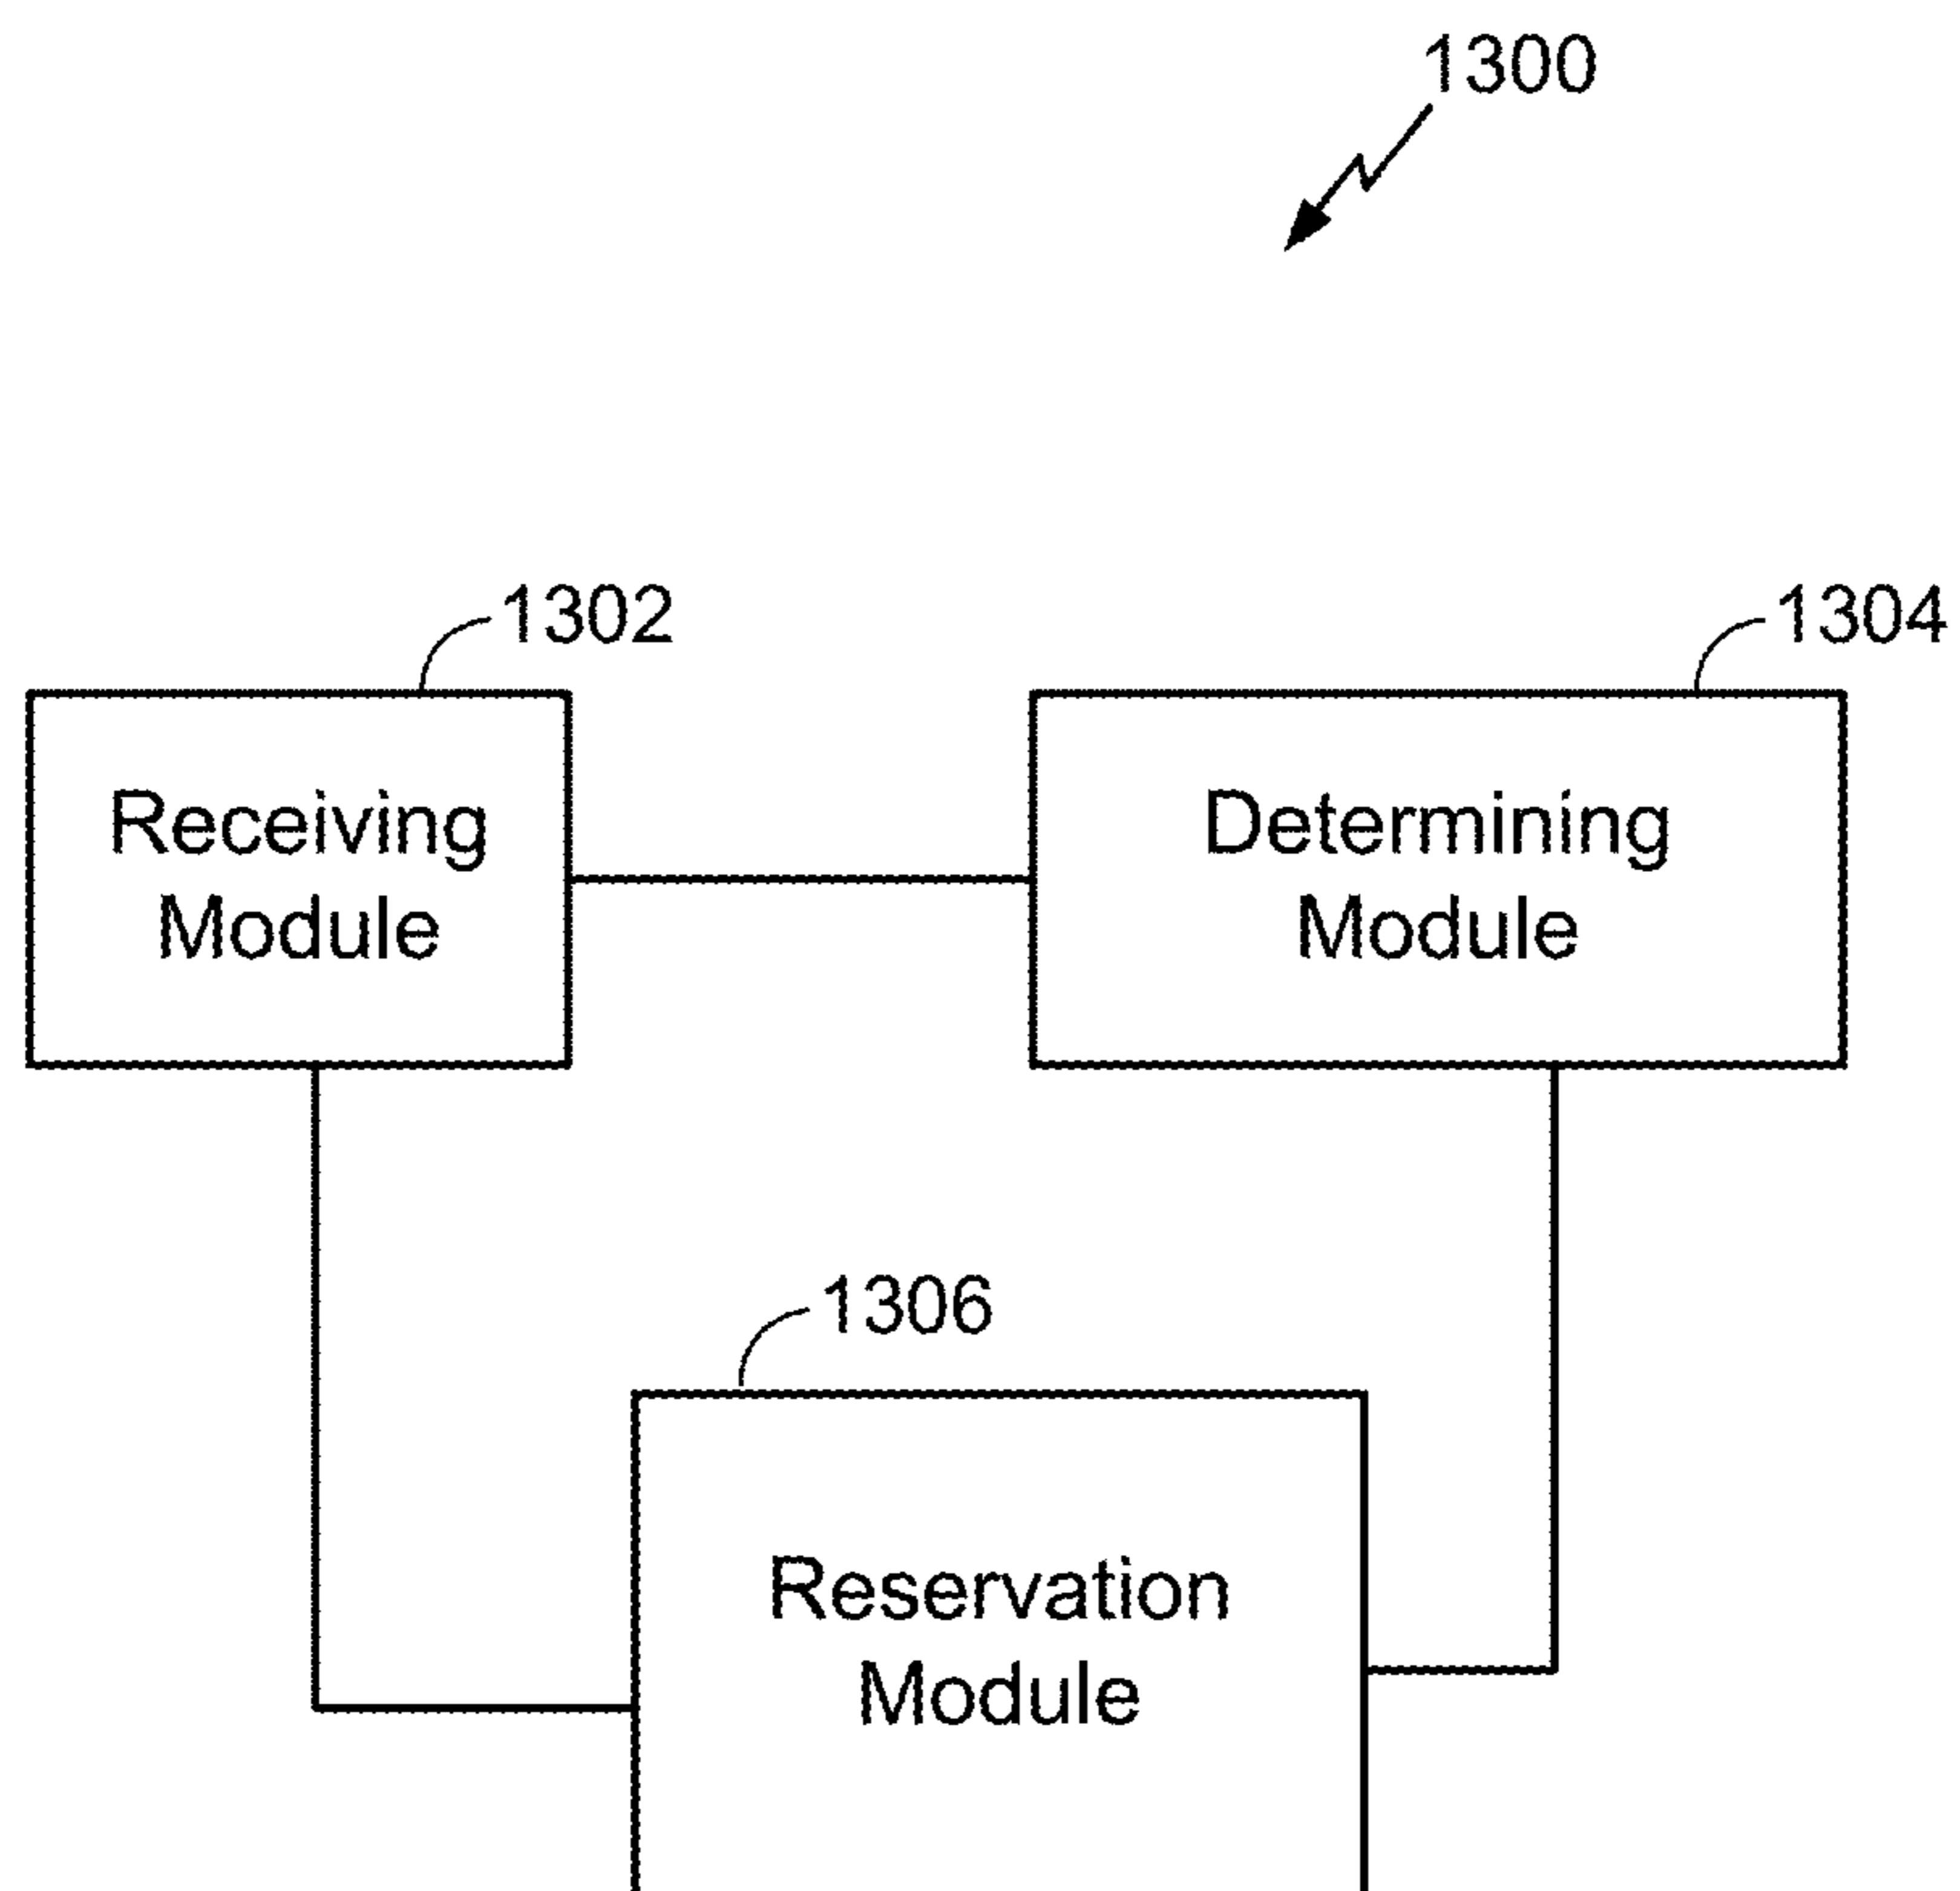 1300
1302
1304
Receiving
Module
Determining
Module
1306
Reservation
Module